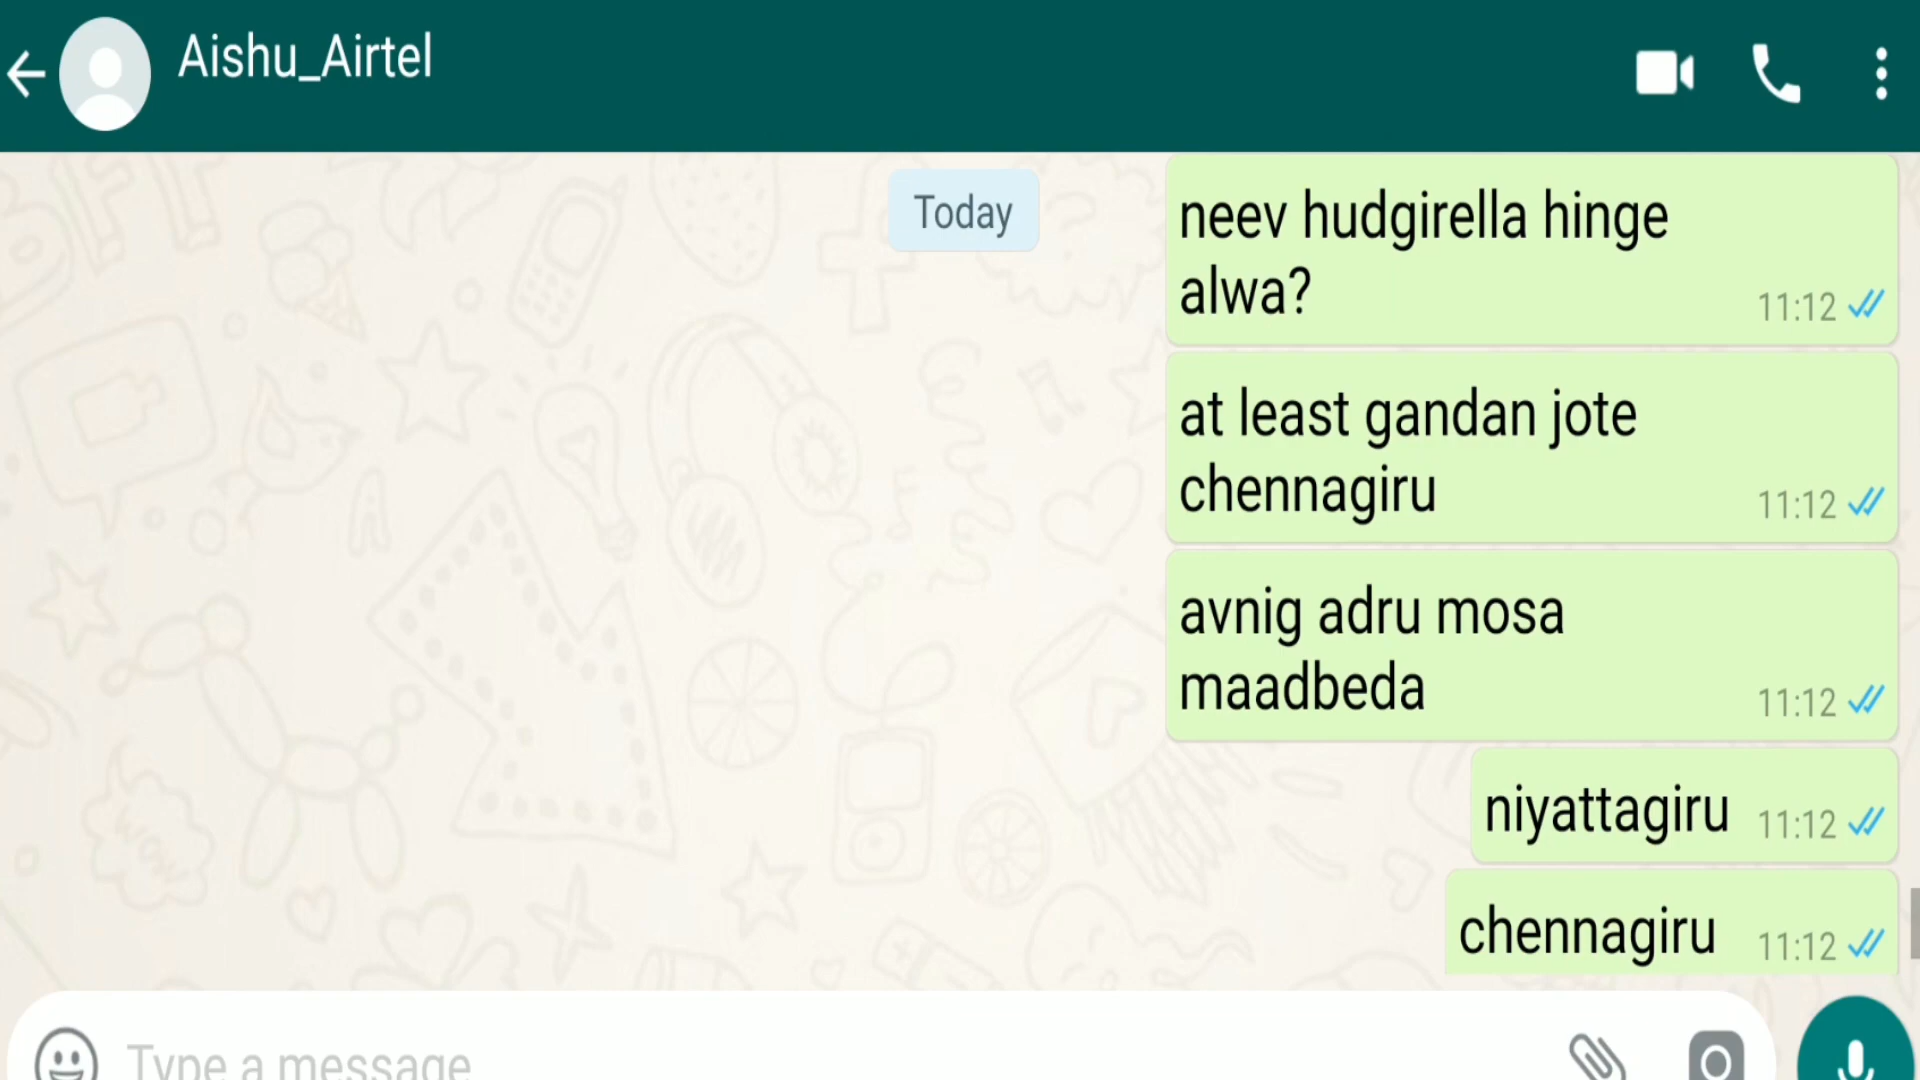 Aishu_Airtel
Today
neev hudgirella hinge
alwa?
11:12
at least gandan jote
chennagiru
11:12
avnig adru mosa
maadbeda
11:12
niyattagiru 11:12
chennagiru 11:12
Type a message